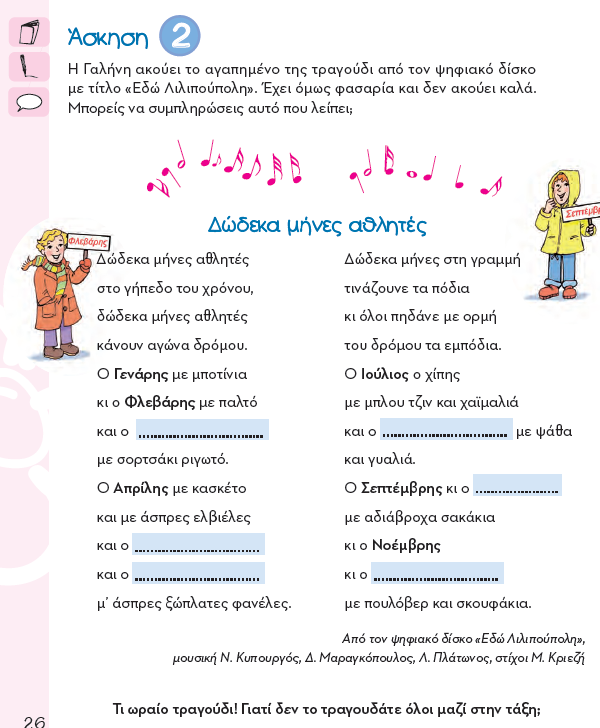 Άσκηση 2
Η Γαλήνη ακούει το αγαπημένο της τραγούδι από τον ψηφιακό δίσκο
με τίτλο «Εδώ Λιλιπούπολη». Έχει όμως φασαρία και δεν ακούει καλά.
Μπορείς να συμπληρώσεις αυτό που λείπει;
Δώδεκα μήνες αθλητές
Φλεβάρης
Δώδεκα μήνες αθλητές
στο γήπεδο του χρόνου,
δώδεκα μήνες αθλητές
κάνουν αγώνα δρόμου.
Ο Γενάρης με μποτίνια
κι ο Φλεβάρης με παλτό
και ο ................................
με σορτσάκι ριγωτό.
Ο Απρίλης με κασκέτο
και με άσπρες ελβιέλες
και ο ................................
και ο ................................
μ' άσπρες ξώπλατες φανέλες.
Σεπτέμβρ
Δώδεκα μήνες στη γραμμή
τινάζουνε τα πόδια
κι όλοι πηδάνε με ορμή
του δρόμου τα εμπόδια.
Ο Ιούλιος ο χίπης
με μπλου τζιν και χαϊμαλιά
και ο ................................ με ψάθα
και γυαλιά.
Ο Σεπτέμβρης κι ο .....................
με αδιάβροχα σακάκια
κι ο Νοέμβρης
κι ο ................................
με πουλόβερ και σκουφάκια.
Από τον ψηφιακό δίσκο «Εδώ Λιλιπούπολη»,
μουσική Ν. Κυπουργός, Δ. Μαραγκόπουλος, Λ. Πλάτωνος, στίχοι Μ. Κριεζή
Τι ωραίο τραγούδι! Γιατί δεν το τραγουδάτε όλοι μαζί στην τάξη;
26